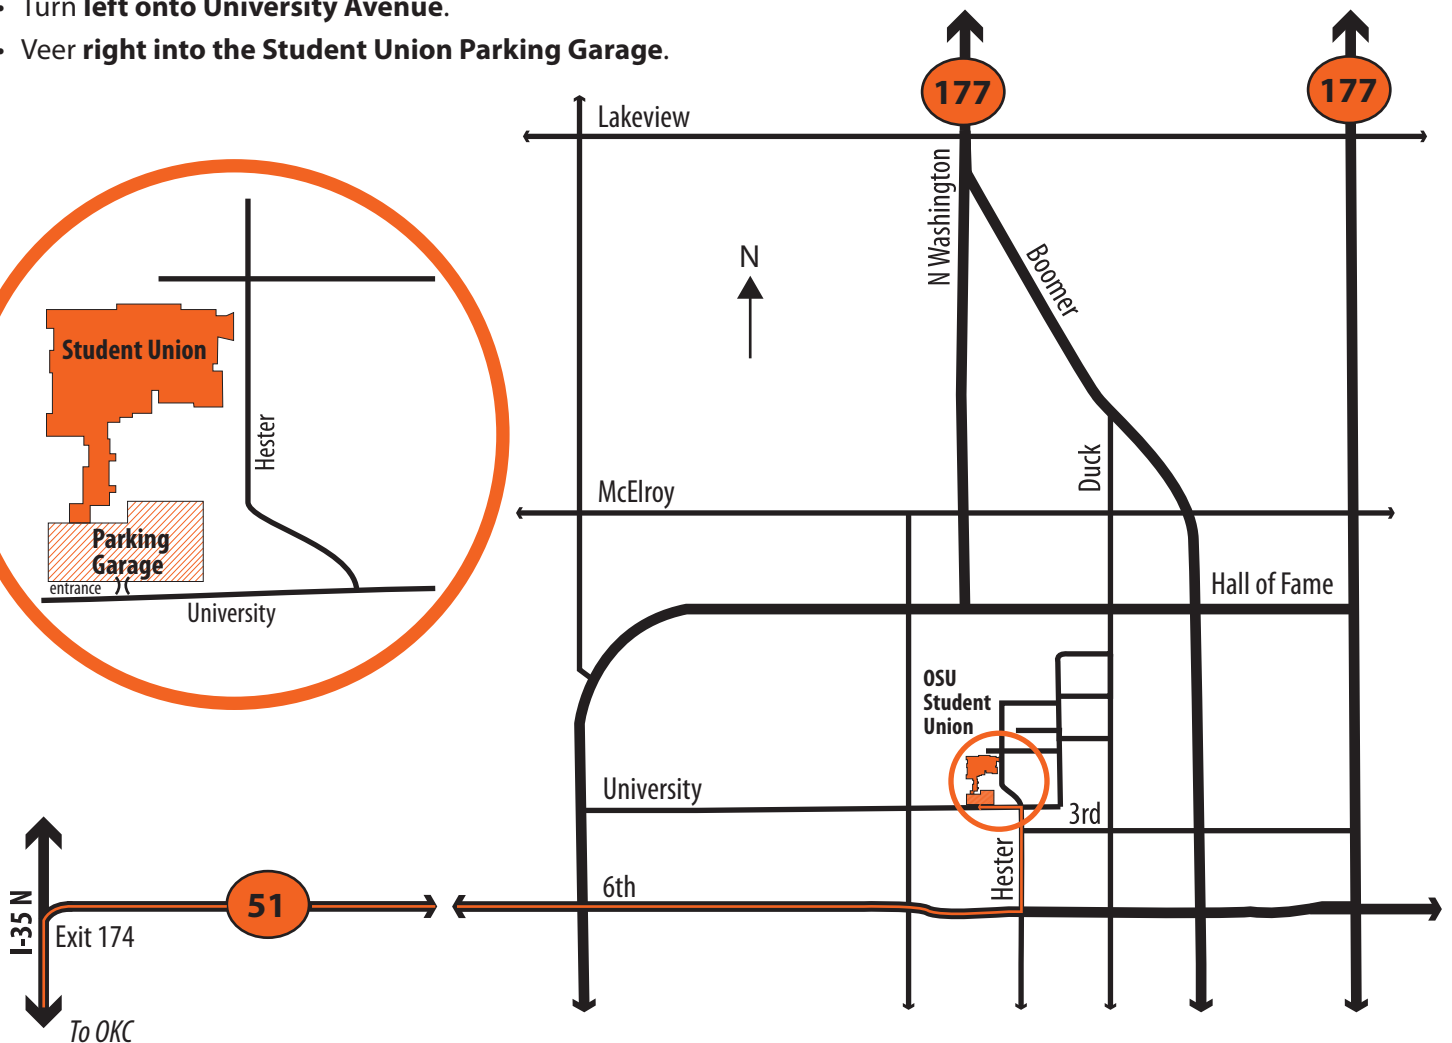 • Turn left onto University Avenue.
• Veer right into the Student Union Parking Garage.
177
177
Lakeview
N Washington
Boomer
N
Student Union
Hester
Duck
McElroy
Parking
Garage
entrance
University
Hall of Fame
OSU
Student
Union
University
3rd
Hester
6th
51
I-35 N
Exit 174
To OKC